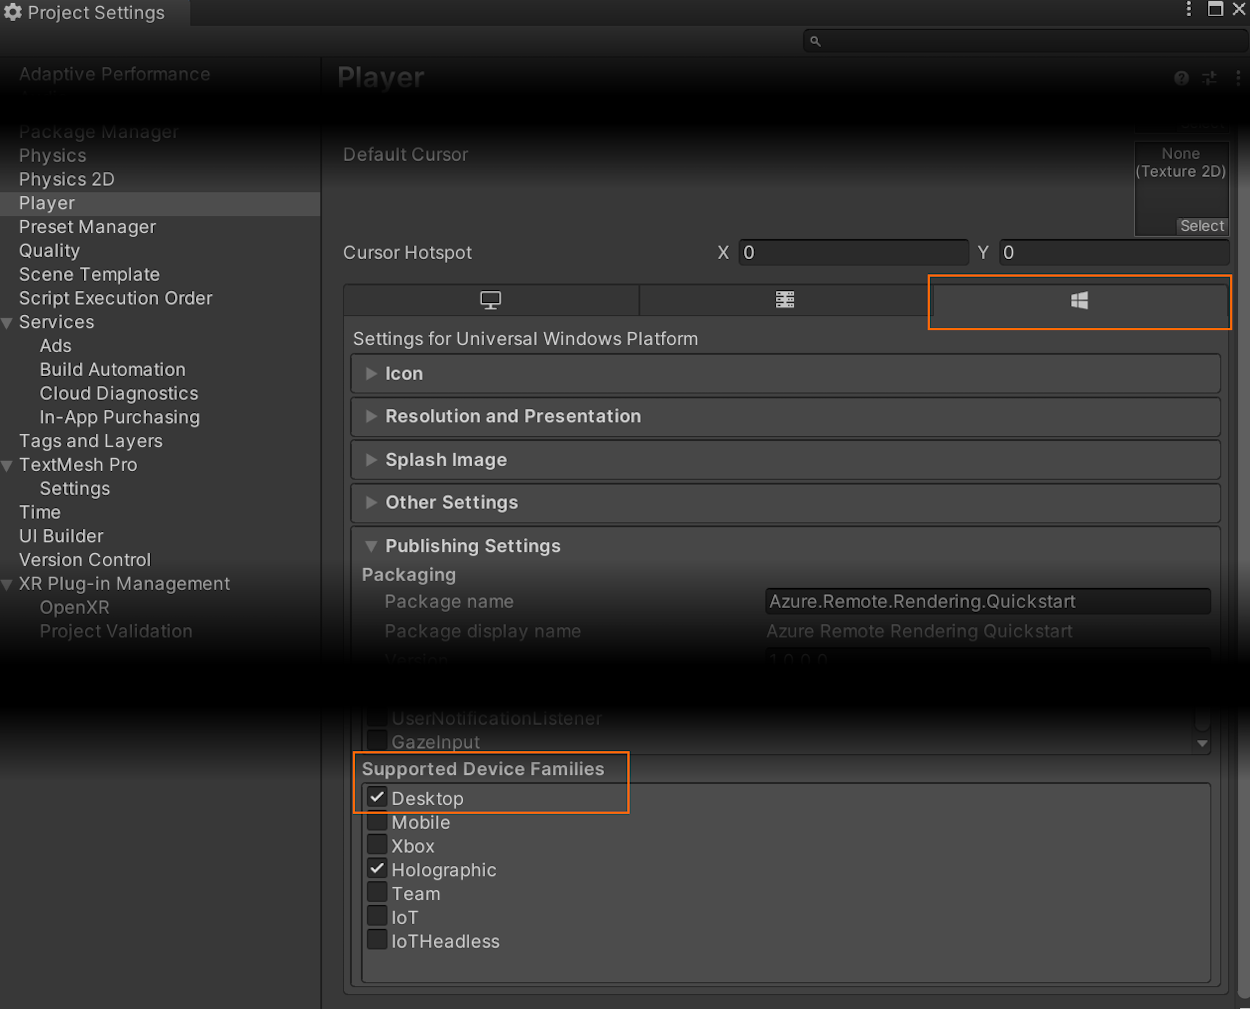 Project Settings
Adaptive Performance
Package Manager
Physics
Physics 2D
Player
Preset Manager
Quality
Scene Template
Script Execution Order
Services
Ads
Build Automation
Cloud Diagnostics
In-App Purchasing
Tags and Layers
TextMesh Pro
Settings
Time
UI Builder
Version Control
XR Plug-in Management
OpenXR
Project Validation
Player
Default Cursor
None
(Texture 2D)
Select
Cursor Hotspot X 0 Y 0
Settings for Universal Windows Platform
Icon
Resolution and Presentation
Splash Image
Other Settings
Publishing Settings
Packaging
Package name Azure.Remote.Rendering.Quickstart
Package display name Azure Remote Rendering Quickstart
Version 1.0.0.0
UserNotificationListener
GazeInput
Supported Device Families
Desktop
Mobile
Xbox
Holographic
Team
IoT
IoTHeadless